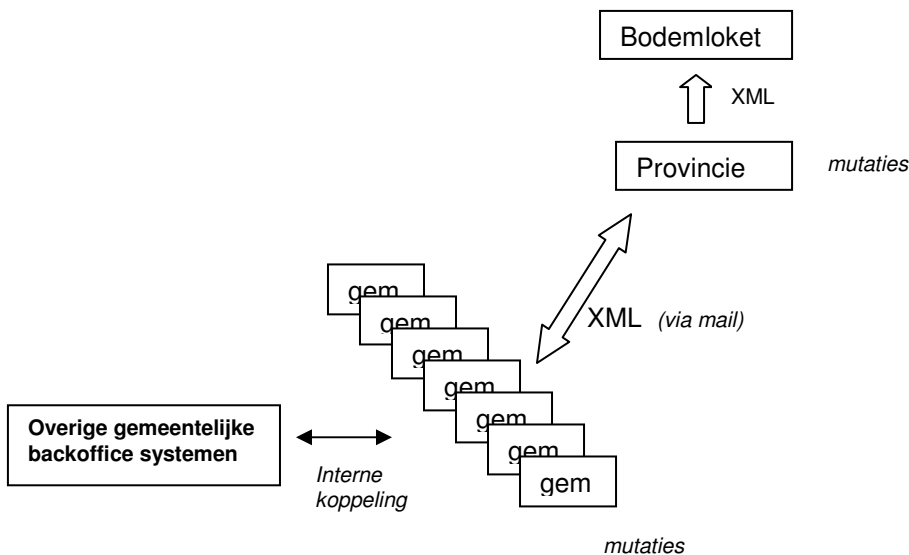 Bodemloket
XML
Provincie
mutaties
gem
gem
gem
gem
gem
gem
gem
XML (via mail)
Overige gemeentelijke
backoffice systemen
Interne
koppeling
mutaties